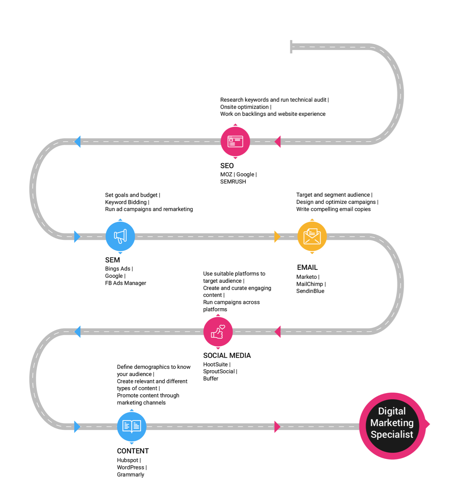 Research keywords and run technical audit |
Onsite optimization |
Work on backlings and website experience
SEO
MOZ | Google |
SEMRUSH
Set goals and budget |
Keyword Bidding |
Run ad campaigns and remarketing
SEM
Bings Ads |
Google |
FB Ads Manager
Target and segment audience |
Design and optimize campaigns |
Write compelling email copies
EMAIL
Marketo |
MailChimp |
SendinBlue
Use suitable platforms to
target audience |
Create and curate engaging
content |
Run campaigns across
platforms
SOCIAL MEDIA
HootSuite |
SproutSocial |
Buffer
Define demographics to know
your audience |
Create relevant and different
types of content |
Promote content through
marketing channels
CONTENT
Hubspot |
WordPress |
Grammarly
Digital
Marketing
Specialist